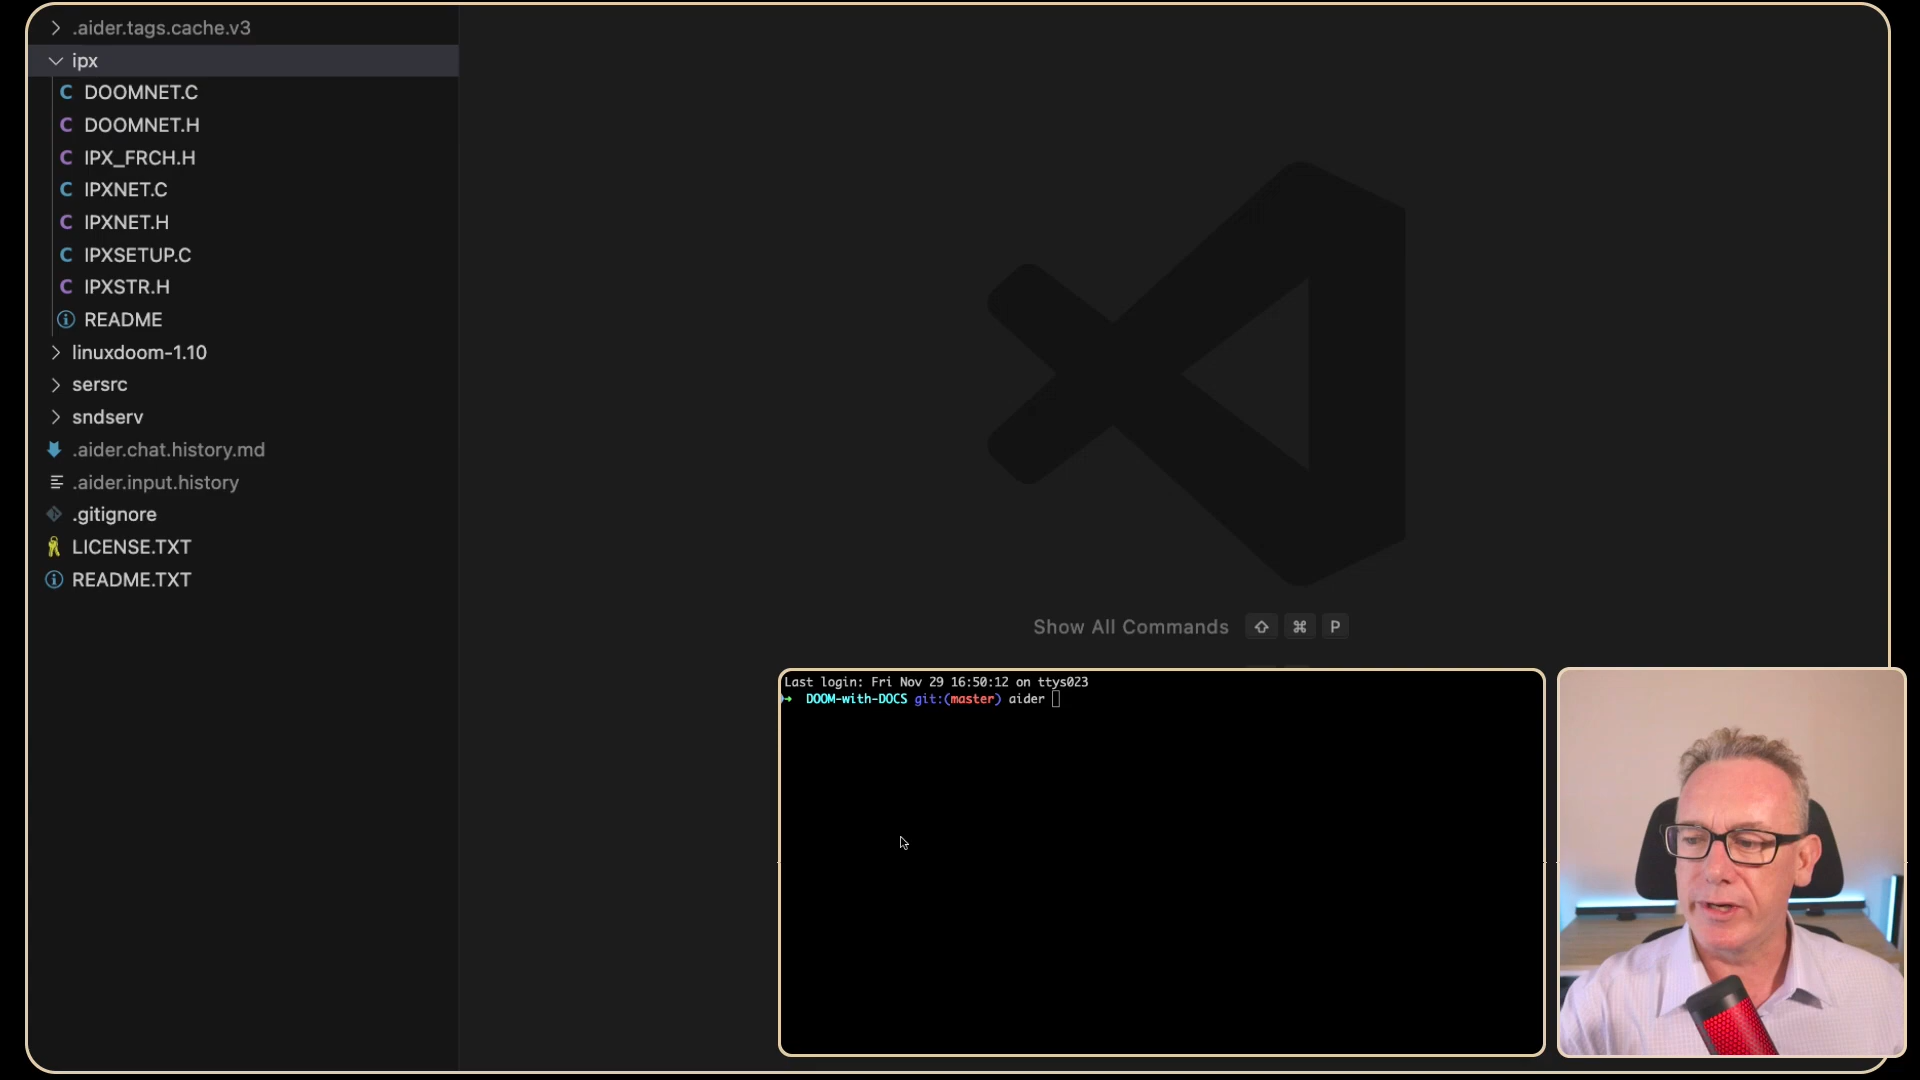 .aider.tags.cache.v3
ipx
DOOMNET.C
DOOMNET.H
IPX_FRCH.H
IPXNET.C
IPXNET.H
IPXSETUP.C
IPXSTR.H
README
linuxdoom-1.10
sersrc
sndserv
.aider.chat.history.md
.aider.input.history
.gitignore
LICENSE.TXT
README.TXT
Show All Commands ⇧ ⌘ P
Last login: Fri Nov 29 16:50:12 on ttys023
➜ DOOM-with-DOCS git:(master) aider